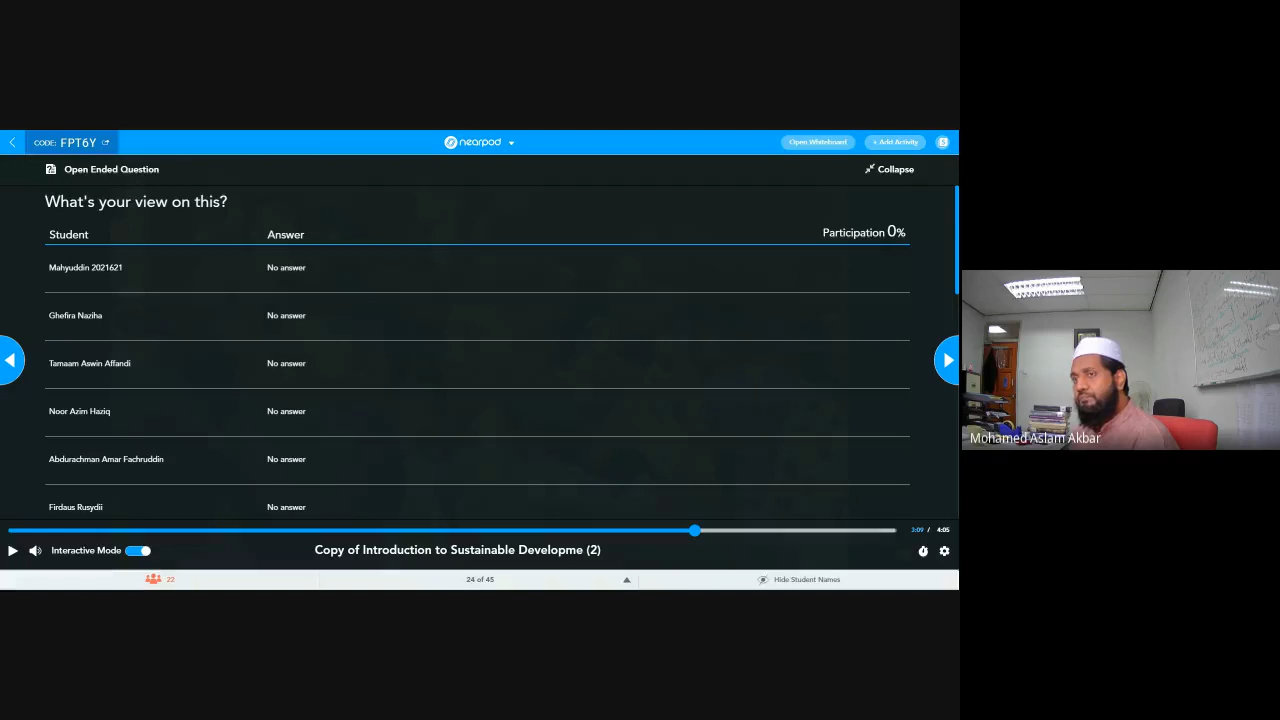 CODE: FPT6Y
nearpod
Open Whiteboard
+ Add Activity
Open Ended Question
Collapse
What's your view on this?
Student Answer Participation 0%
Mahyuddin 2021621 No answer
Ghefira Naziha No answer
Tamaam Aswin Affandi No answer
Noor Azim Haziq No answer
Abdurachman Amar Fachruddin No answer
Firdaus Rusydii No answer
3:09 / 4:05
Interactive Mode
Copy of Introduction to Sustainable Developme (2)
22
24 of 45
Hide Student Names
Mohamed Aslam Akbar